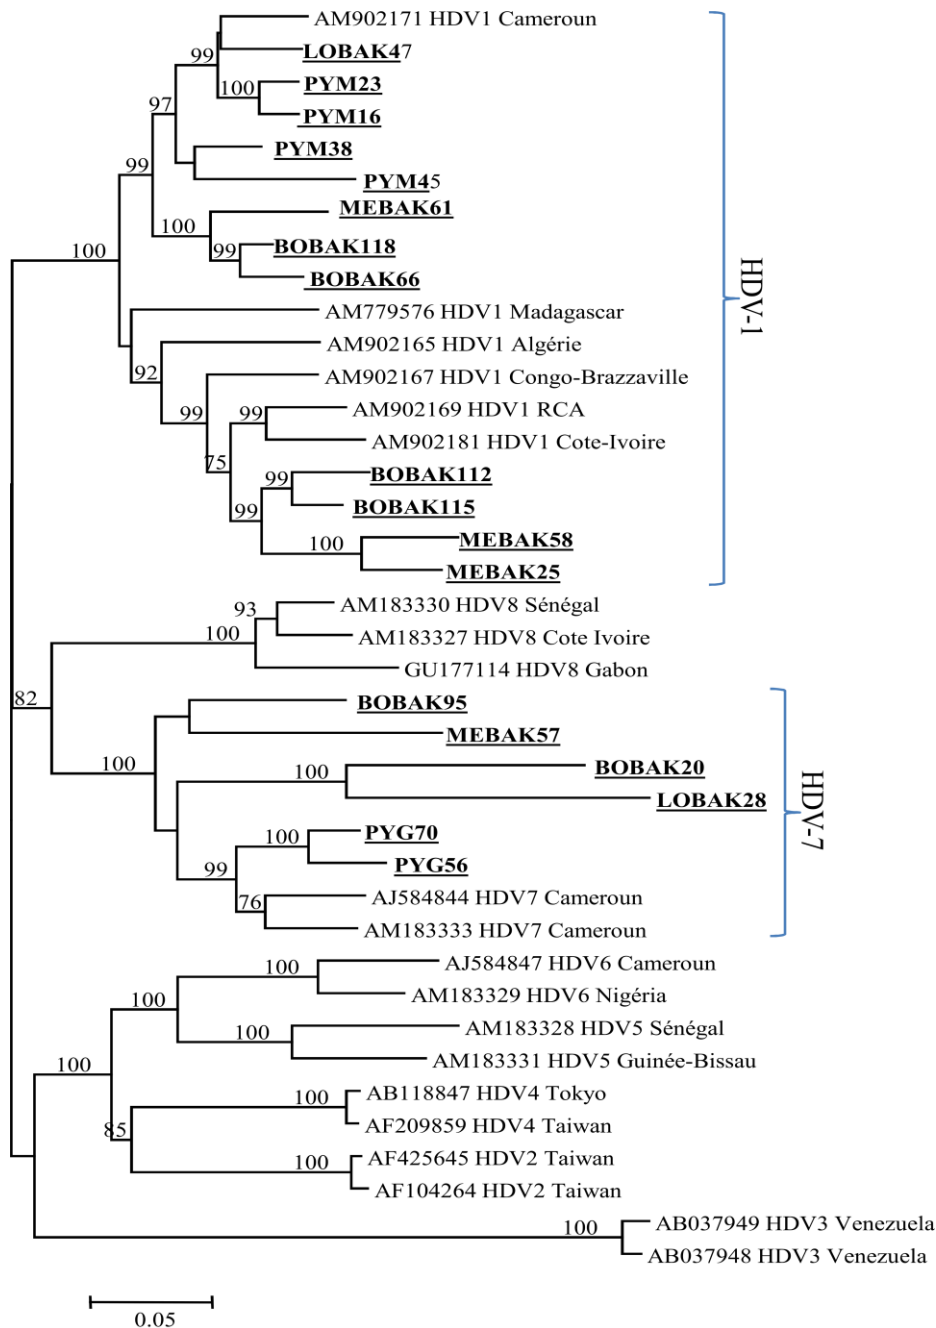 AM902171 HDV1 Cameroun
LOBAK47
99
PYM23
100
PYM16
97
PYM38
99
PYM45
MEBAK61
100
BOBAK118
100
99
BOBAK66
HDV-1
AM779576 HDV1 Madagascar
AM902165 HDV1 Algérie
92
AM902167 HDV1 Congo-Brazzaville
AM902169 HDV1 RCA
99
99
AM902181 HDV1 Cote-Ivoire
75
BOBAK112
99
BOBAK115
99
MEBAK58
100
MEBAK25
AM183330 HDV8 Sénégal
93
100
AM183327 HDV8 Cote Ivoire
GU177114 HDV8 Gabon
82
BOBAK95
MEBAK57
100
BOBAK20
100
LOBAK28
HDV-7
PYG70
100
PYG56
99
AJ584844 HDV7 Cameroun
76
AM183333 HDV7 Cameroun
AJ584847 HDV6 Cameroun
100
AM183329 HDV6 Nigéria
100
AM183328 HDV5 Sénégal
100
AM183331 HDV5 Guinée-Bissau
100
AB118847 HDV4 Tokyo
100
AF209859 HDV4 Taiwan
85
AF425645 HDV2 Taiwan
100
AF104264 HDV2 Taiwan
AB037949 HDV3 Venezuela
100
AB037948 HDV3 Venezuela
0.05